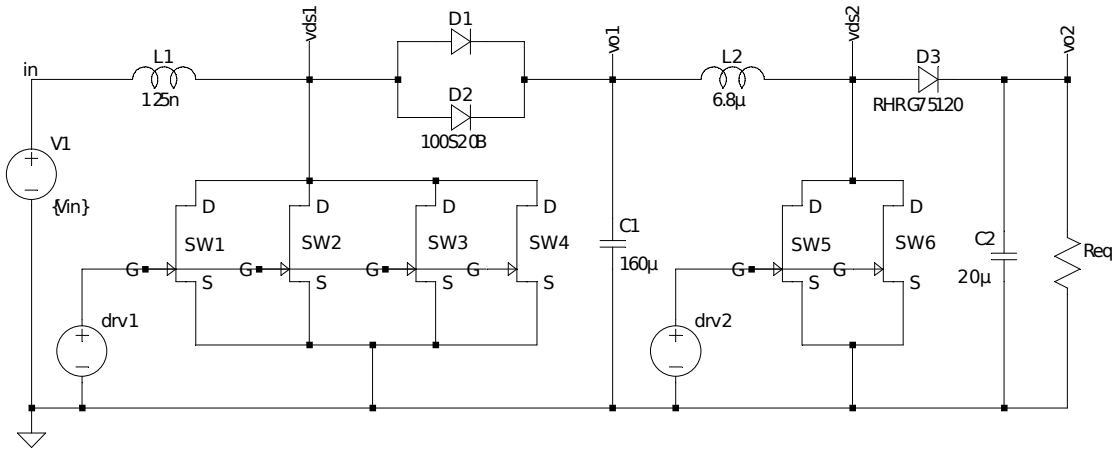 in
L1
125n
vds1
D1
D2
100S20B
vo1
L2
6.8µ
vds2
D3
RHRG75120
vo2
V1
{Vin}
D
SW1
G
S
D
SW2
G
S
D
SW3
G
S
D
SW4
G
S
C1
160µ
D
SW5
G
S
D
SW6
G
S
C2
20µ
Req
drv1
drv2